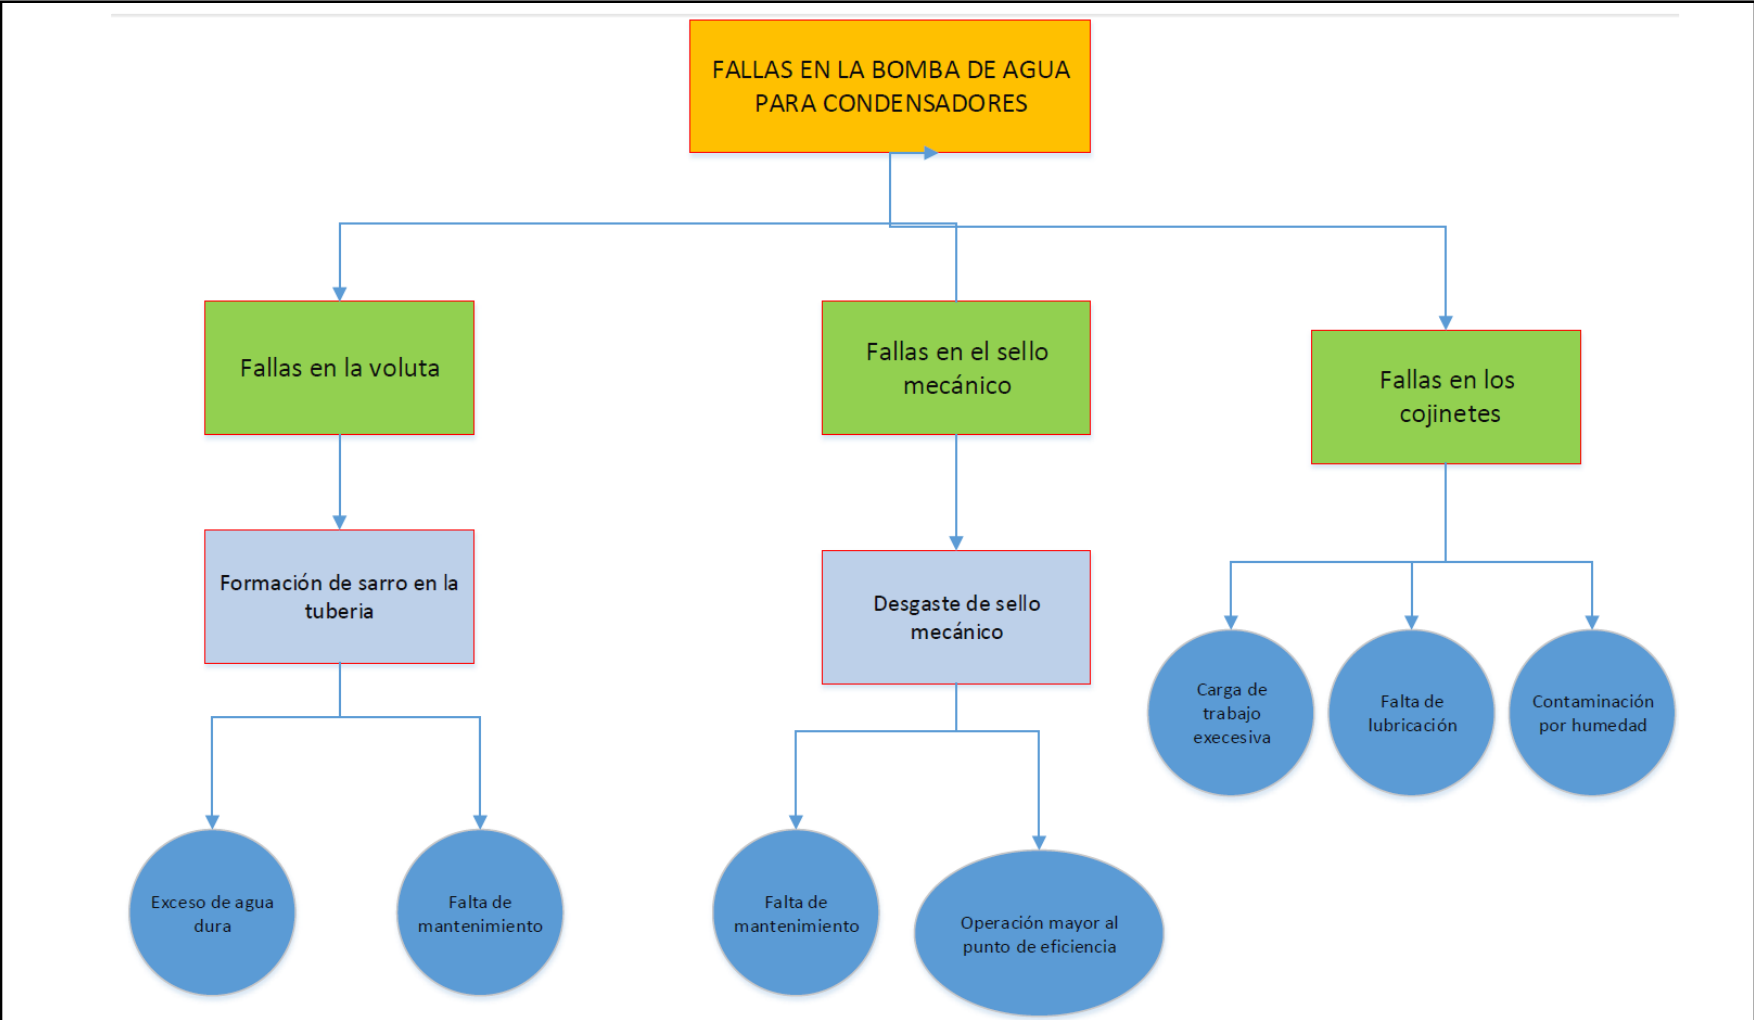 FALLAS EN LA BOMBA DE AGUA
PARA CONDENSADORES
Fallas en la voluta
Fallas en el sello
mecánico
Fallas en los
cojinetes
Formación de sarro en la
tuberia
Desgaste de sello
mecánico
Carga de
trabajo
execesiva
Falta de
lubricación
Contaminación
por humedad
Exceso de agua
dura
Falta de
mantenimiento
Falta de
mantenimiento
Operación mayor al
punto de eficiencia